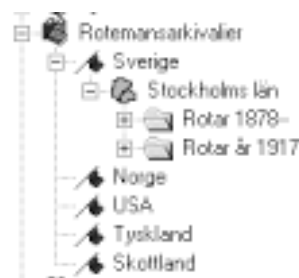 Rotemansarkivalier
Sverige
Stockholms län
Rotar 1878-
Rotar år 1917
Norge
USA
Tyskland
Skottland